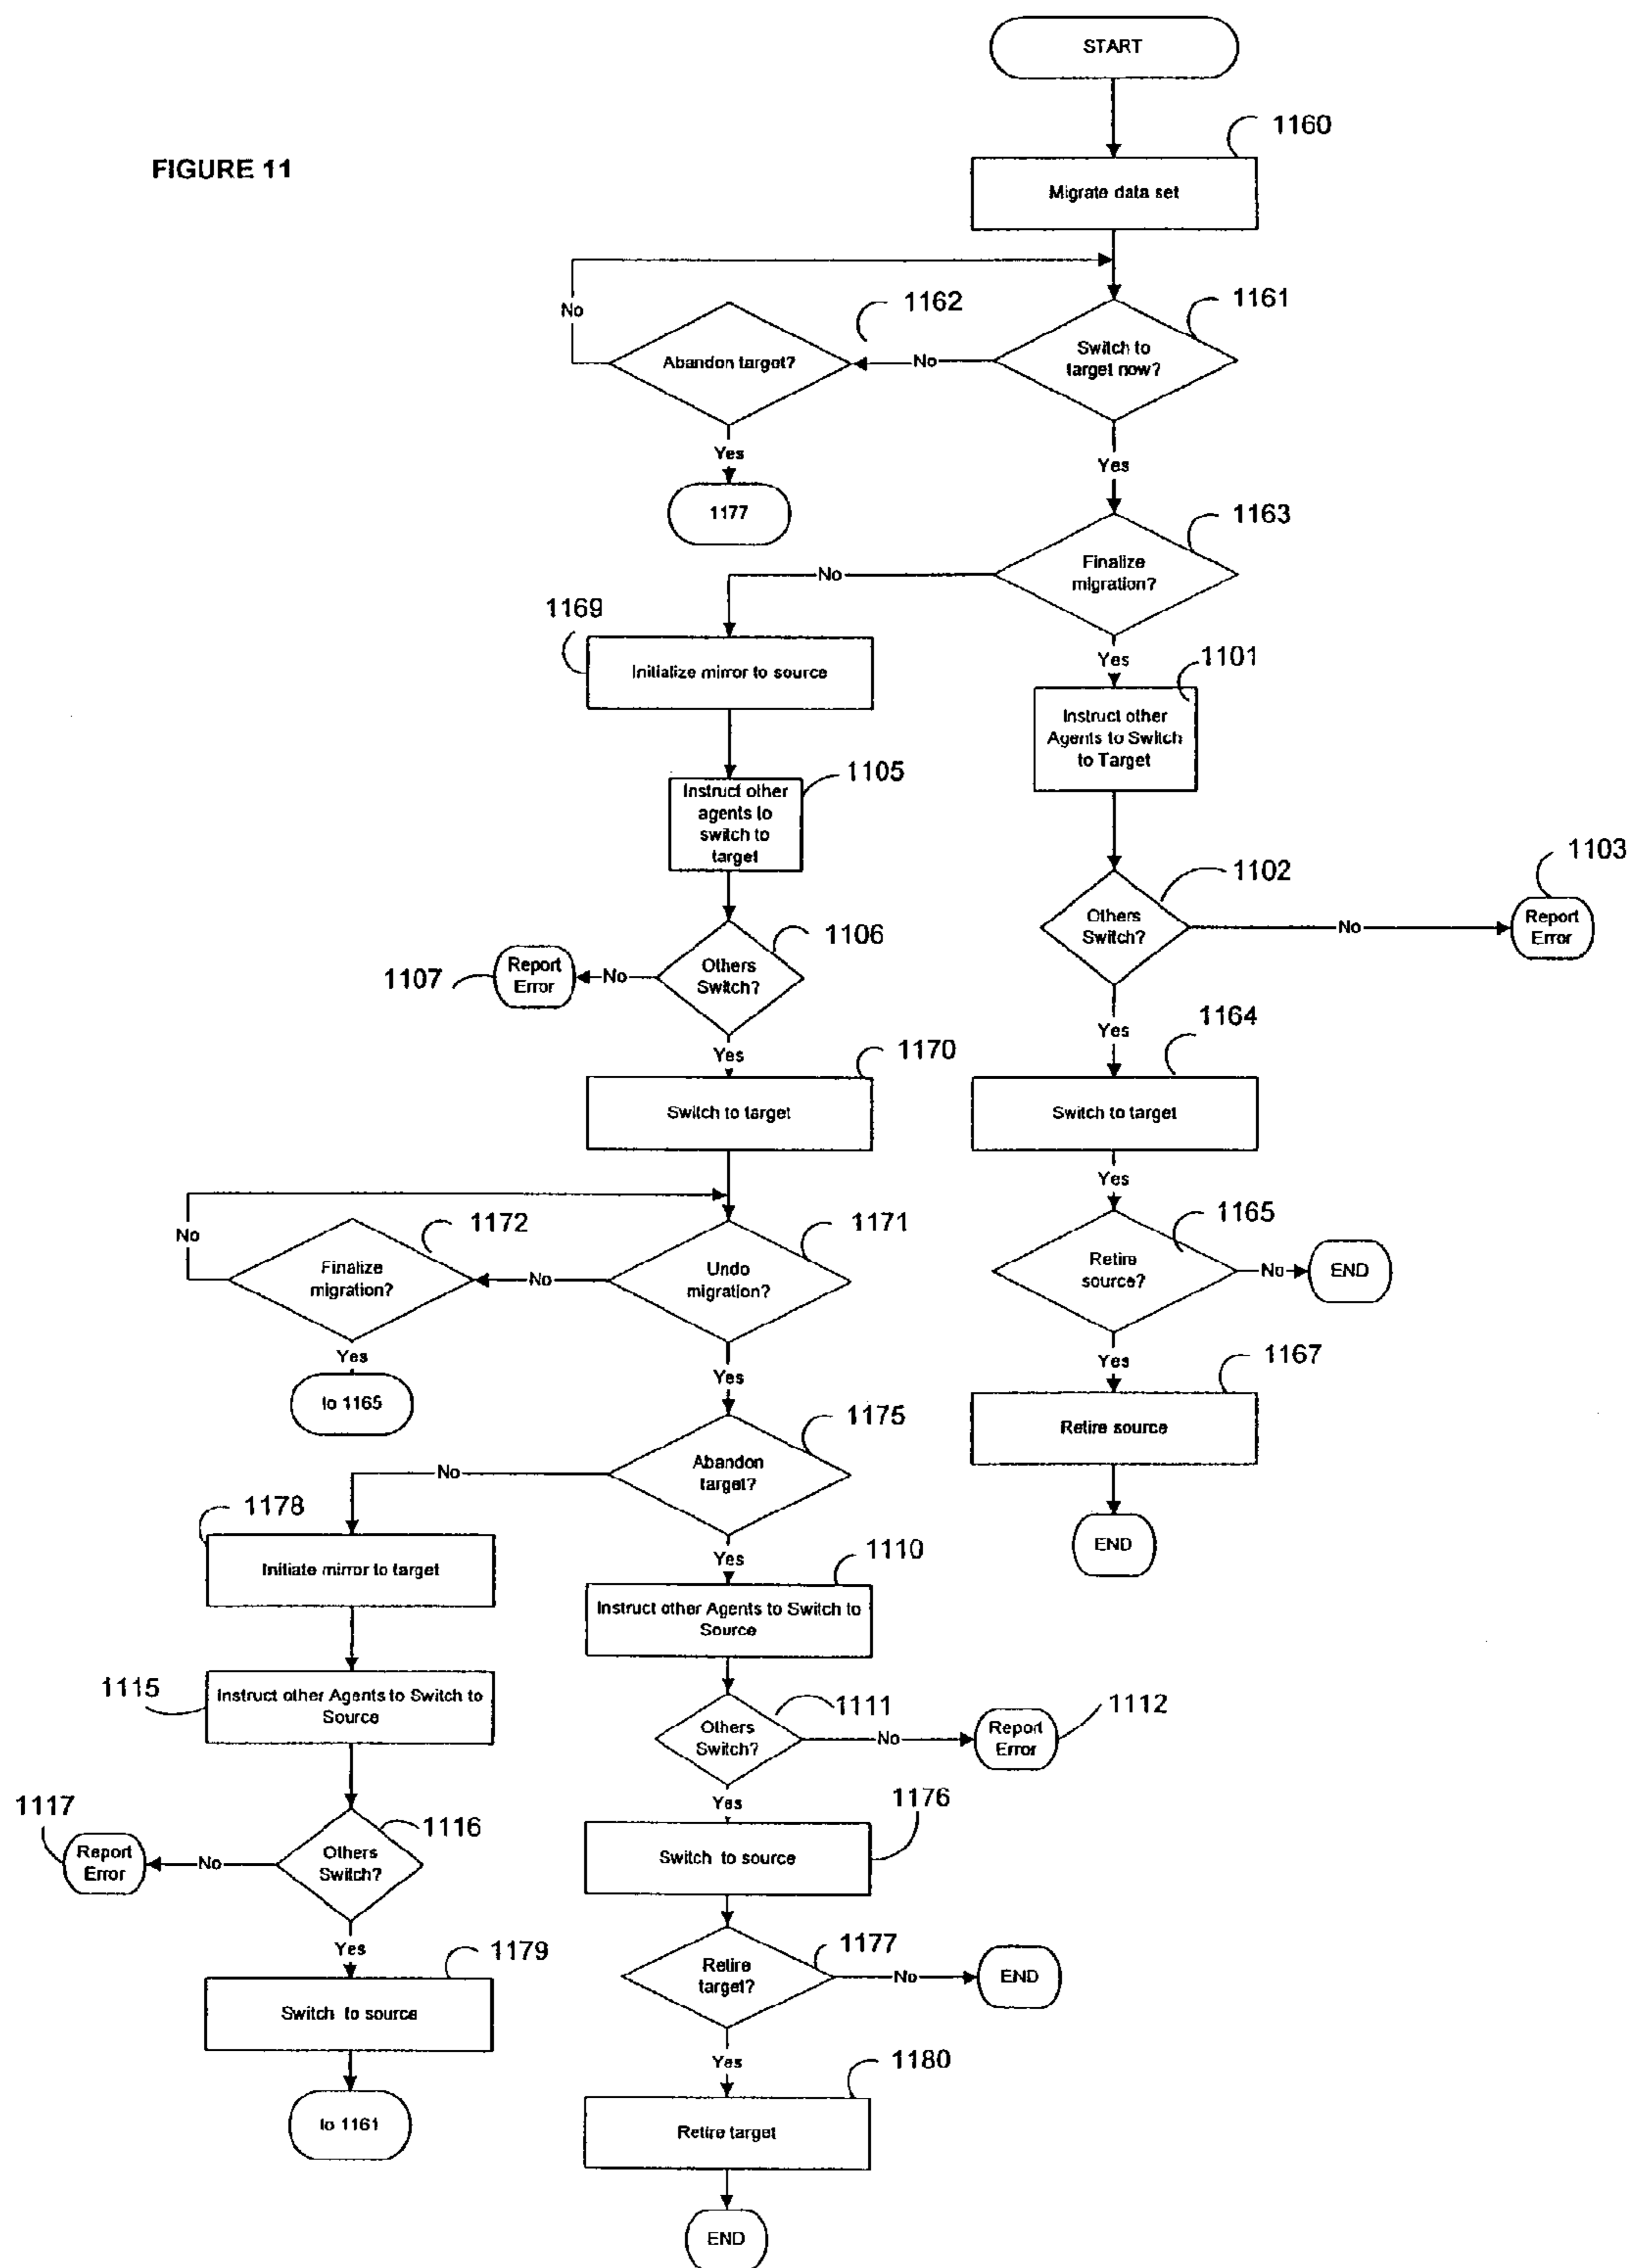 START
1160
FIGURE 11
Migrate data set
1162
1161
No
Abandon target?
No
Switch to
target now?
Yes
Yes
1177
1163
No
Finalize
migration?
1169
Initialize mirror to source
Yes
1101
Instruct other
Agents to Switch
to Target
1105
Instruct other
agents to
switch to
target
1102
1103
Others
Switch?
No
Report
Error
1106
1107
Report
Error
No
Others
Switch?
Yes
1164
Yes
1170
Switch to target
Switch to target
Yes
1172
1171
1165
No
Finalize
migration?
No
Undo
migration?
Retire
source?
No
END
Yes
to 1165
Yes
Yes
1167
1175
Retire source
No
Abandon
target?
1178
Initiate mirror to target
Yes
1110
END
Instruct other Agents to Switch to
Source
1115
Instruct other Agents to Switch to
Source
1111
1112
Others
Switch?
No
Report
Error
Yes
1176
1117
1116
Report
Error
No
Others
Switch?
Switch to source
Yes
1179
1177
Retire
target?
No
END
Switch to source
Yes
1180
to 1161
Retire target
END